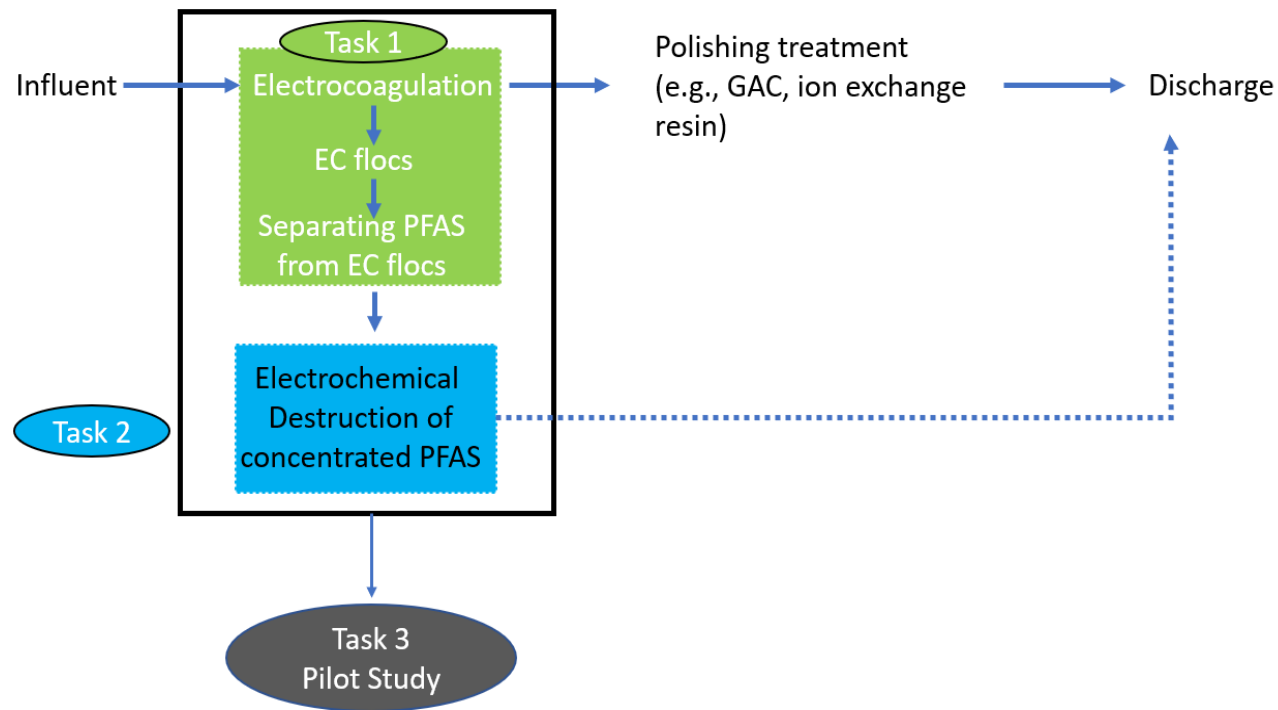 Task 1
Influent
Electrocoagulation
EC flocs
Separating PFAS
from EC flocs
Polishing treatment
(e.g., GAC, ion exchange
resin)
Discharge
Task 2
Electrochemical
Destruction of
concentrated PFAS
Task 3
Pilot Study